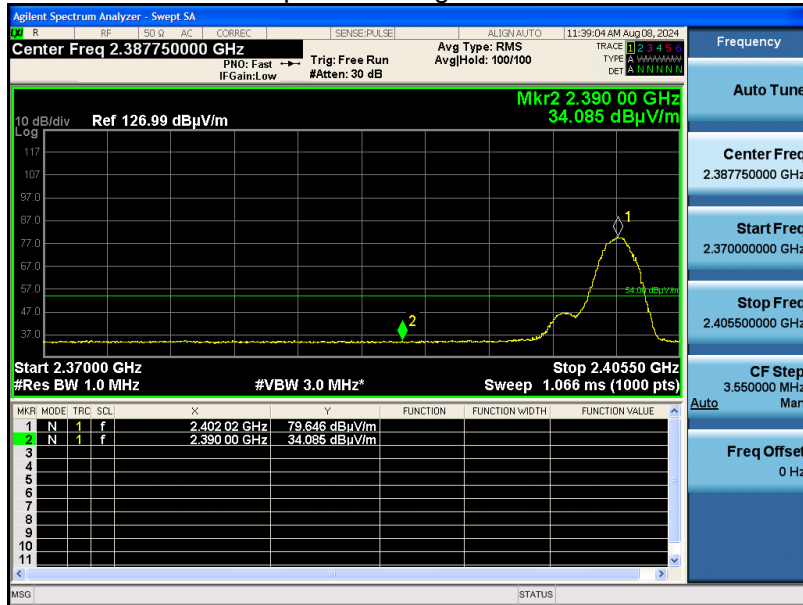 Agilent Spectrum Analyzer - Swept SA
LXI R RF 50 Ω AC CORREC SENSE:PULSE ALIGN AUTO 11:39:04 AM Aug 08, 2024
Center Freq 2.387750000 GHz
PNO: Fast
IFGain:Low
Trig: Free Run
#Atten: 30 dB
Avg Type: RMS
Avg|Hold: 100/100
TRACE 1 2 3 4 5 6
TYPE A WWWWW
DET A N N N N N
Mkr2 2.390 00 GHz
34.085 dBµV/m
10 dB/div Ref 126.99 dBµV/m
Log
117
107
97.0
87.0
77.0
67.0
57.0
47.0
37.0
1
54.00 dBµV/m
2
Start 2.37000 GHz Stop 2.40550 GHz
#Res BW 1.0 MHz #VBW 3.0 MHz* Sweep 1.066 ms (1000 pts)
MKR MODE TRC SCL X Y FUNCTION FUNCTION WIDTH FUNCTION VALUE
1 N 1 f 2.402 02 GHz 79.646 dBµV/m
2 N 1 f 2.390 00 GHz 34.085 dBµV/m
3
4
5
6
7
8
9
10
11
MSG STATUS
Frequency
Auto Tune
Center Freq
2.387750000 GHz
Start Freq
2.370000000 GHz
Stop Freq
2.405500000 GHz
CF Step
3.550000 MHz
Auto Man
Freq Offset
0 Hz